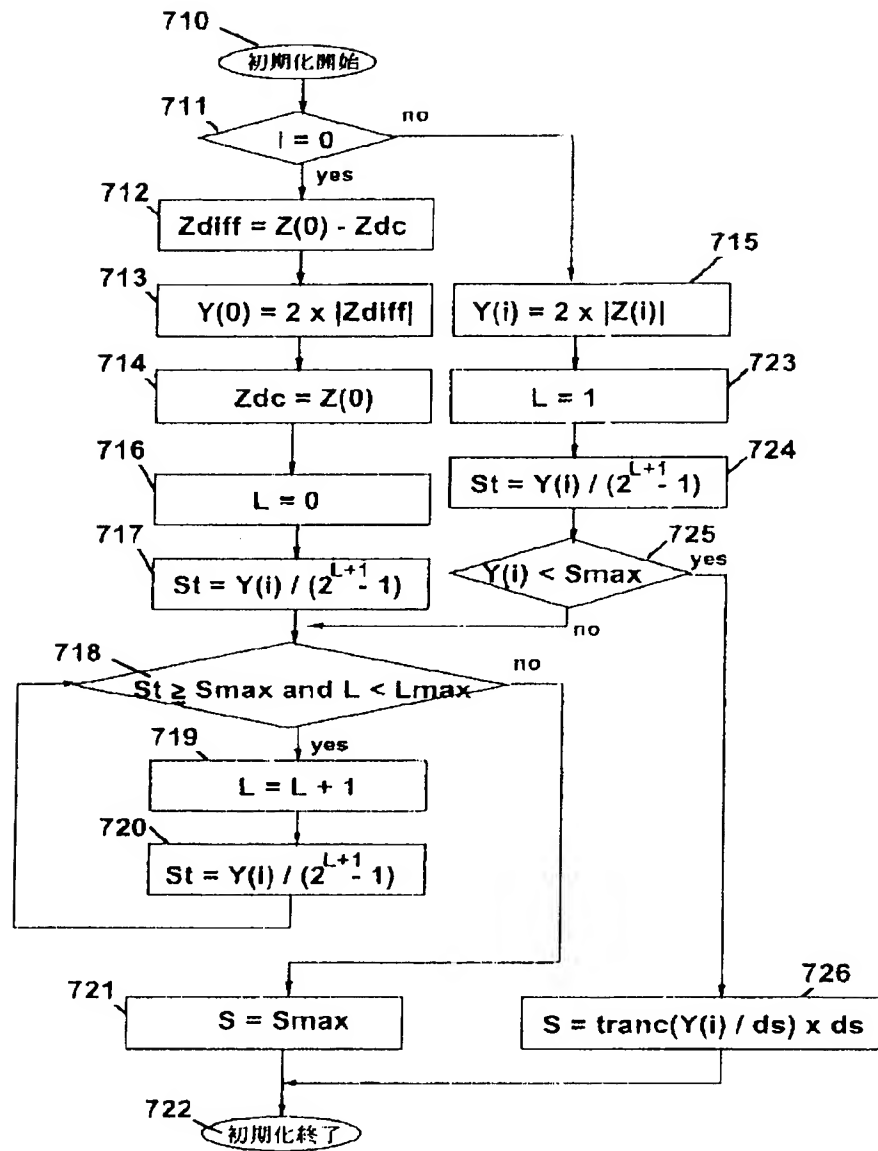 710
初期化開始
711
i = 0
no
yes
712
Zdiff = Z(0) - Zdc
713
Y(0) = 2 x |Zdiff|
714
Zdc = Z(0)
715
Y(i) = 2 x |Z(i)|
723
L = 1
716
L = 0
724
St = Y(i) / (2^L+1 - 1)
717
St = Y(i) / (2^L+1 - 1)
725
Y(i) < Smax
yes
no
718
St ≥ Smax and L < Lmax
no
yes
719
L = L + 1
720
St = Y(i) / (2^L+1 - 1)
721
S = Smax
726
S = tranc(Y(i) / ds) x ds
722
初期化終了